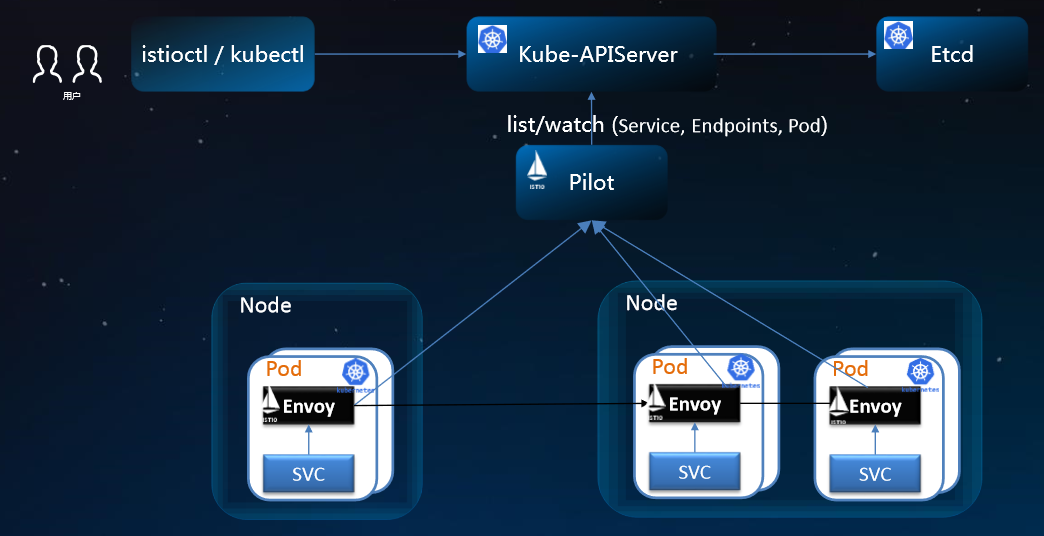 istioctl / kubectl
Kube-APIServer
Etcd
用户
list/watch (Service, Endpoints, Pod)
ISTIO
Pilot
Node
Node
Pod
kubernetes
ISTIO
Envoy
SVC
Pod
kubernetes
ISTIO
Envoy
SVC
Pod
kubernetes
ISTIO
Envoy
SVC